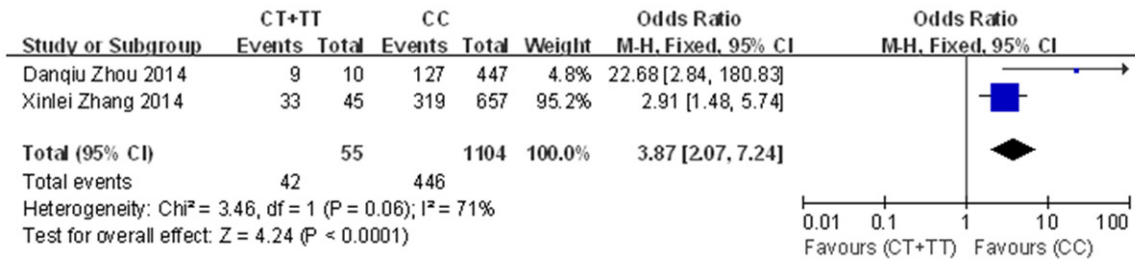 CT+TT CC Odds Ratio Odds Ratio
Study or Subgroup Events Total Events Total Weight M-H, Fixed, 95% CI M-H, Fixed, 95% CI
Danqiu Zhou 2014 9 10 127 447 4.8% 22.68 [2.84, 180.83]
Xinlei Zhang 2014 33 45 319 657 95.2% 2.91 [1.48, 5.74]
Total (95% CI) 55 1104 100.0% 3.87 [2.07, 7.24]
Total events 42 446
Heterogeneity: Chi² = 3.46, df = 1 (P = 0.06); I² = 71%
Test for overall effect: Z = 4.24 (P < 0.0001)
0.01 0.1 1 10 100
Favours (CT+TT) Favours (CC)